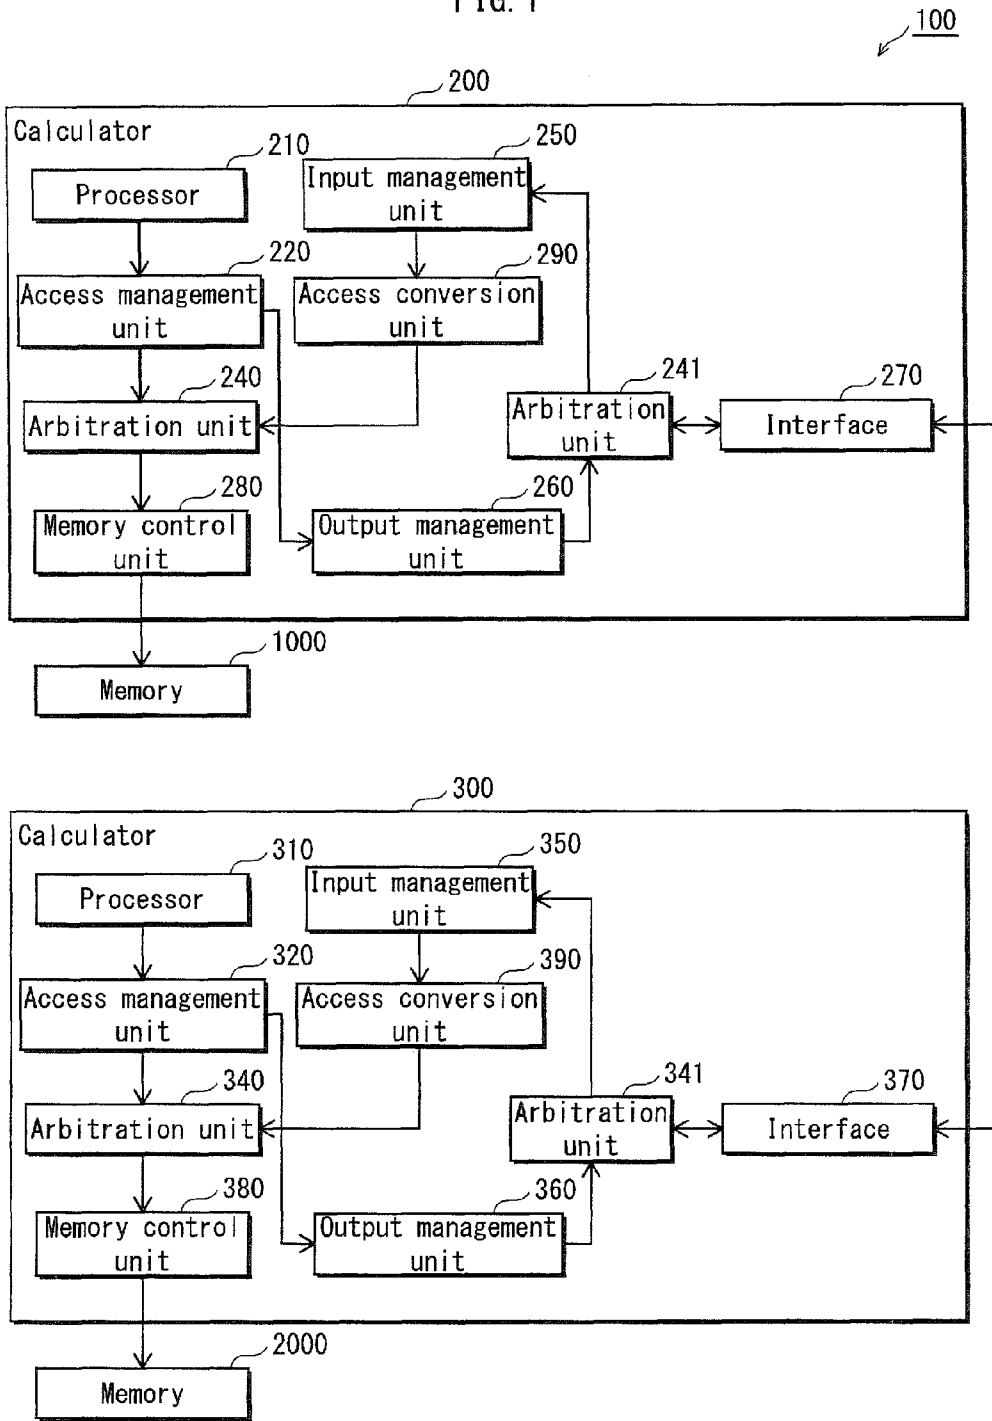 FIG. 1
100
200
Calculator
210
Processor
250
Input management
unit
220
Access management
unit
290
Access conversion
unit
240
Arbitration unit
241
Arbitration
unit
270
Interface
280
Memory control
unit
260
Output management
unit
1000
Memory
300
Calculator
310
Processor
350
Input management
unit
320
Access management
unit
390
Access conversion
unit
340
Arbitration unit
341
Arbitration
unit
370
Interface
380
Memory control
unit
360
Output management
unit
2000
Memory